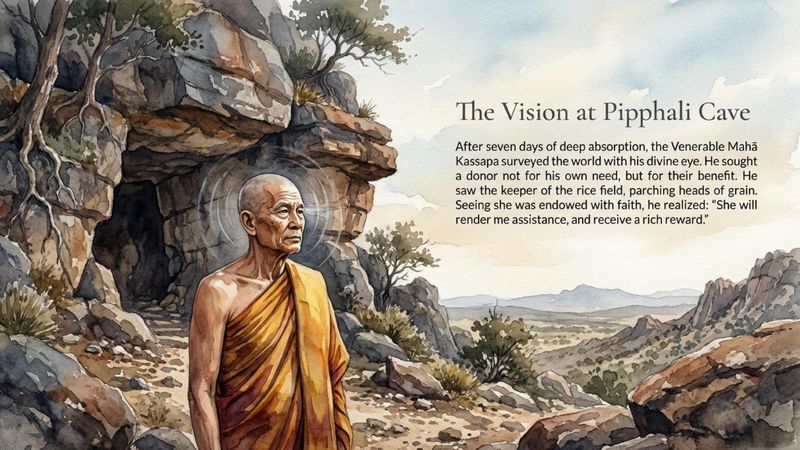 The Vision at Pipphali Cave
After seven days of deep absorption, the Venerable Mahā
Kassapa surveyed the world with his divine eye. He sought
a donor not for his own need, but for their benefit. He
saw the keeper of the rice field, parching heads of grain.
Seeing she was endowed with faith, he realized: “She will
render me assistance, and receive a rich reward.”